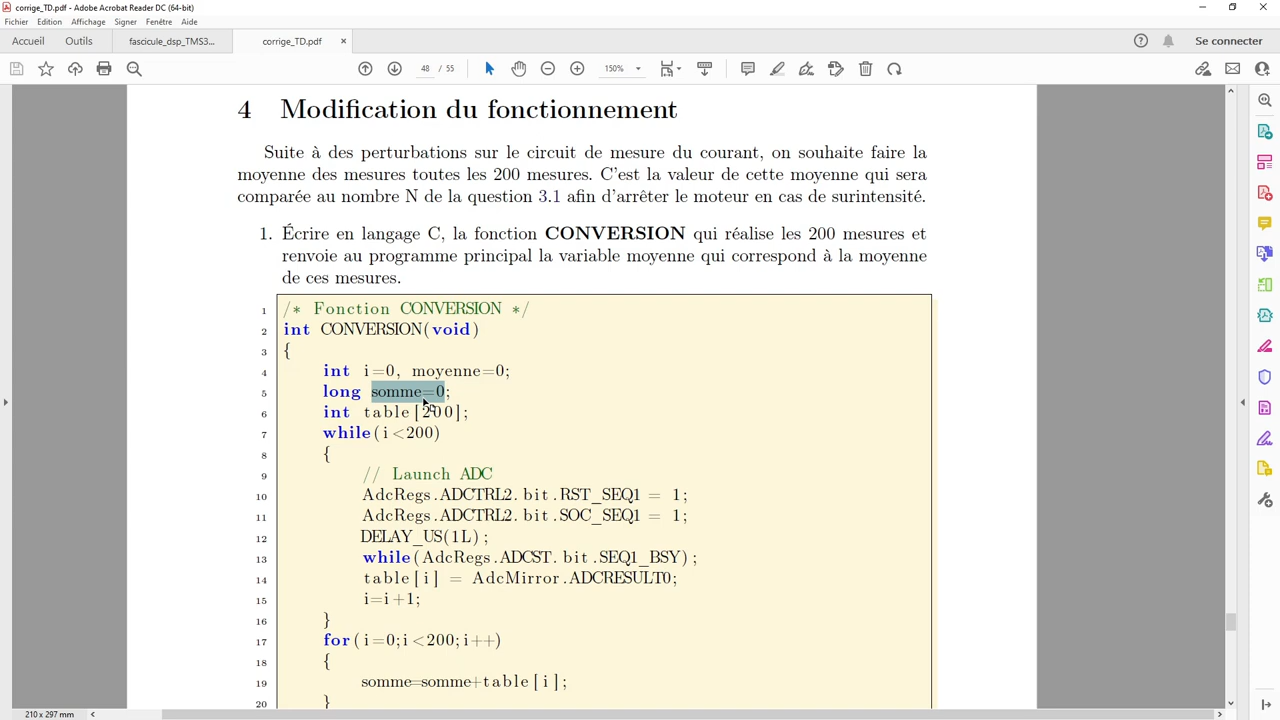 corrige_TD.pdf - Adobe Acrobat Reader DC (64-bit)
Fichier Edition Affichage Signer Fenêtre Aide
Accueil Outils fasciculе_dsp_TMS3... corrige_TD.pdf × Se connecter
48 / 55 150%
4 Modification du fonctionnement
Suite à des perturbations sur le circuit de mesure du courant, on souhaite faire la
moyenne des mesures toutes les 200 mesures. C'est la valeur de cette moyenne qui sera
comparée au nombre N de la question 3.1 afin d'arrêter le moteur en cas de surintensité.
1. Écrire en langage C, la fonction CONVERSION qui réalise les 200 mesures et
renvoie au programme principal la variable moyenne qui correspond à la moyenne
de ces mesures.
1 /* Fonction CONVERSION */
2 int CONVERSION(void)
3 {
4 int i=0, moyenne=0;
5 long somme=0;
6 int table[200];
7 while(i<200)
8 {
9 // Launch ADC
10 AdcRegs.ADCTRL2.bit.RST_SEQ1 = 1;
11 AdcRegs.ADCTRL2.bit.SOC_SEQ1 = 1;
12 DELAY_US(1L);
13 while(AdcRegs.ADCST.bit.SEQ1_BSY);
14 table[i] = AdcMirror.ADCRESULT0;
15 i=i+1;
16 }
17 for(i=0;i<200;i++)
18 {
19 somme=somme+table[i];
20 }
210 x 297 mm